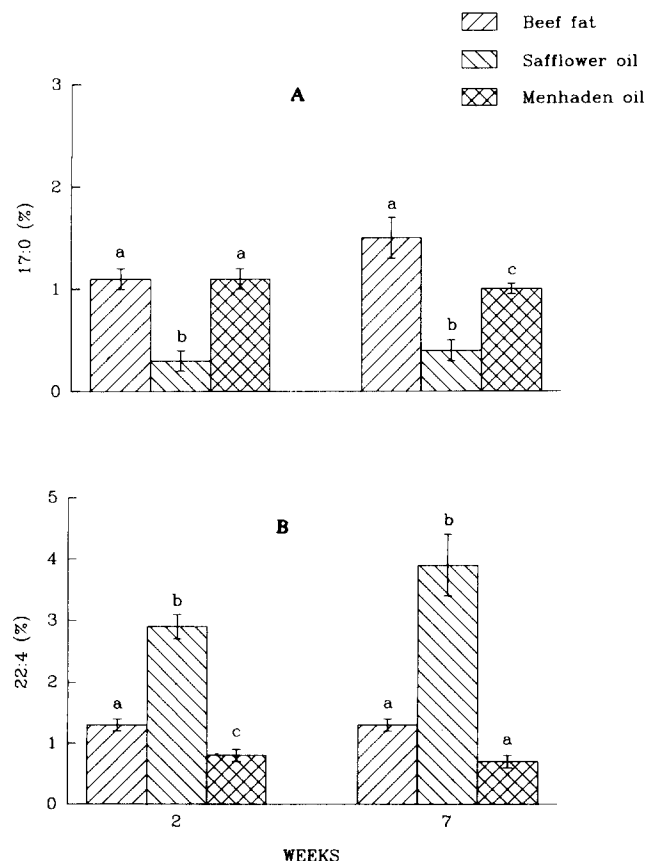 Beef fat
Safflower oil
Menhaden oil
A
3
2
1
0
17:0 (%)
a
b
a
a
b
c
B
5
4
3
2
1
0
22:4 (%)
a
b
c
a
b
a
2
7
WEEKS